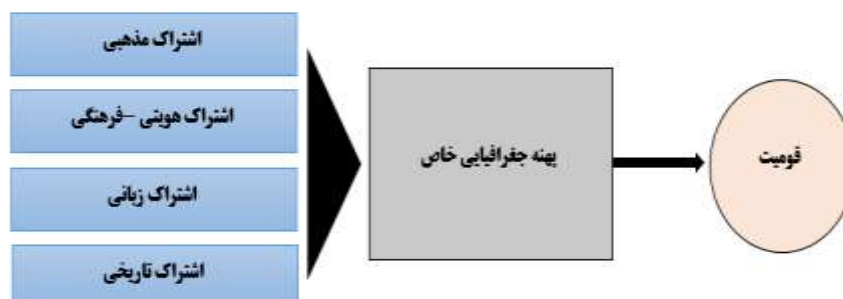 اشتراک مذهبی
اشتراک هویتی –فرهنگی
اشتراک زبانی
اشتراک تاریخی
پهنه جغرافیایی خاص
قومیت